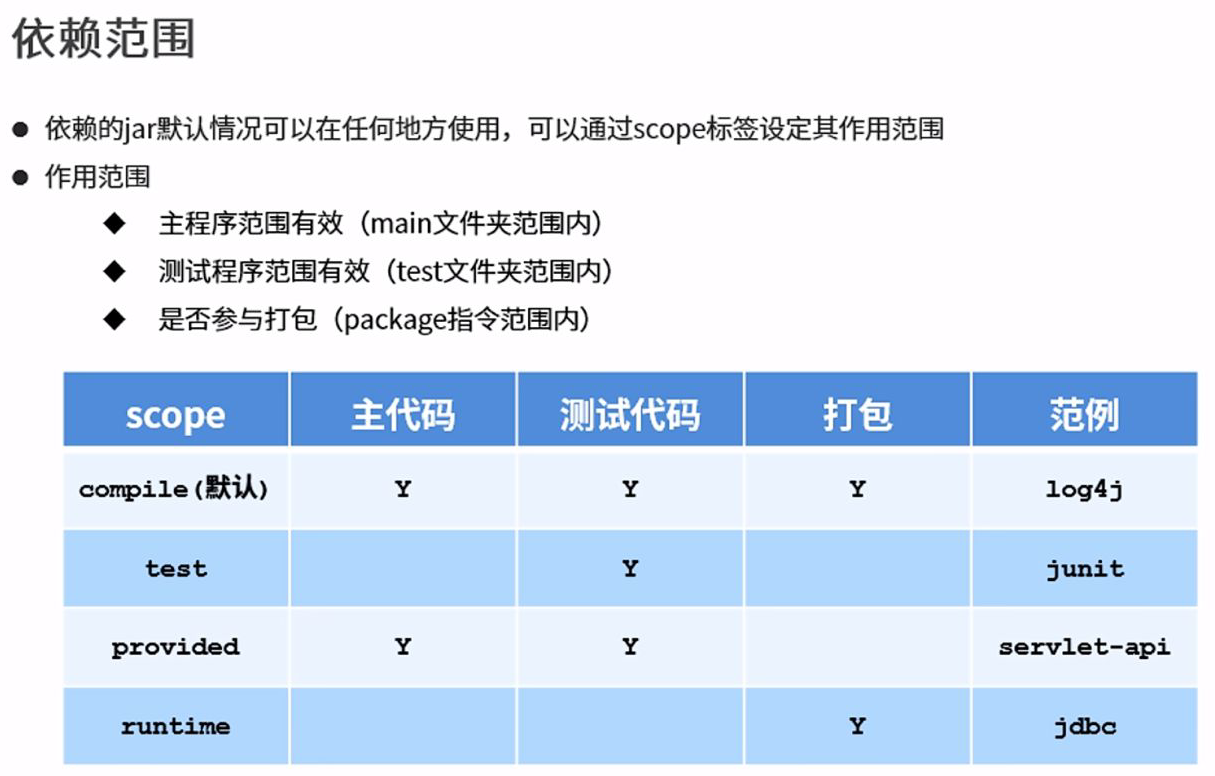 依赖范围
● 依赖的jar默认情况可以在任何地方使用，可以通过scope标签设定其作用范围
● 作用范围
◆ 主程序范围有效（main文件夹范围内）
◆ 测试程序范围有效（test文件夹范围内）
◆ 是否参与打包（package指令范围内）
scope 主代码 测试代码 打包 范例
compile(默认) Y Y Y log4j
test Y junit
provided Y Y servlet-api
runtime Y jdbc